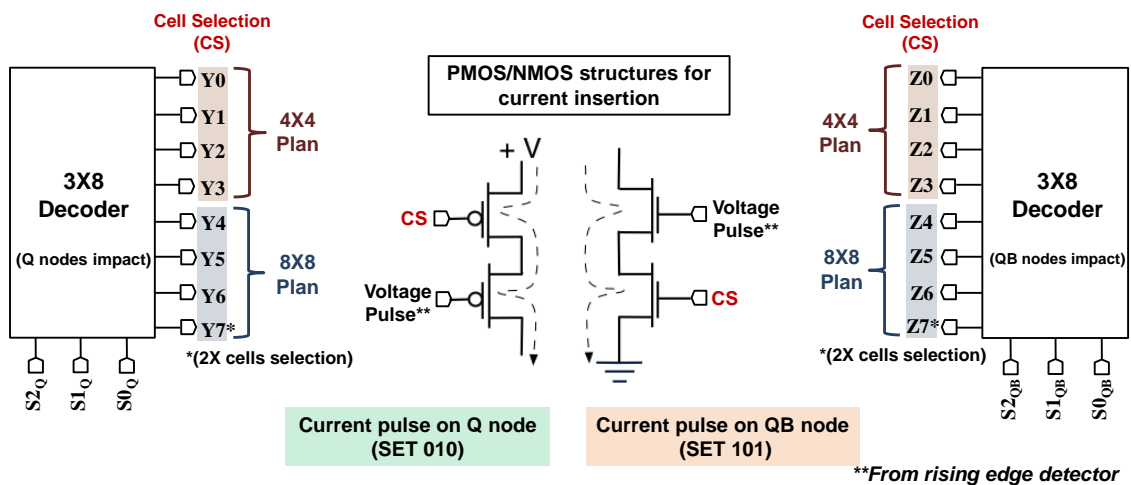 Cell Selection
(CS)
3X8
Decoder
(Q nodes impact)
Y0
Y1
Y2
Y3
Y4
Y5
Y6
Y7*
4X4
Plan
8X8
Plan
*(2X cells selection)
S2Q
S1Q
S0Q
PMOS/NMOS structures for
current insertion
+ V
CS
Voltage
Pulse**
Voltage
Pulse**
CS
Current pulse on Q node
(SET 010)
Current pulse on QB node
(SET 101)
Cell Selection
(CS)
4X4
Plan
8X8
Plan
Z0
Z1
Z2
Z3
Z4
Z5
Z6
Z7*
3X8
Decoder
(QB nodes impact)
*(2X cells selection)
S2QB
S1QB
S0QB
**From rising edge detector